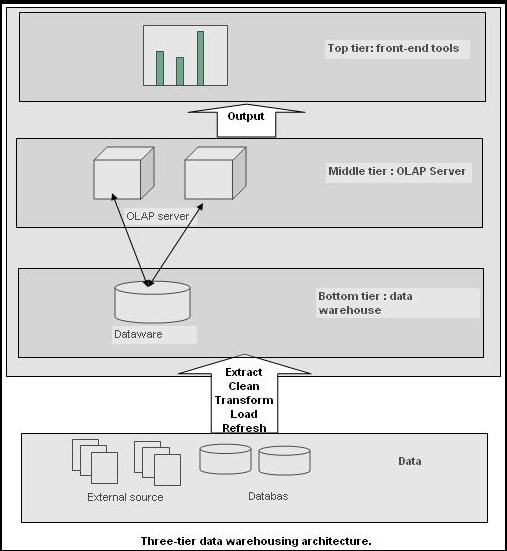 Top tier: front-end tools
Output
Middle tier : OLAP Server
OLAP server
Bottom tier : data
warehouse
Dataware
Extract
Clean
Transform
Load
Refresh
Data
External source
Databas
Three-tier data warehousing architecture.